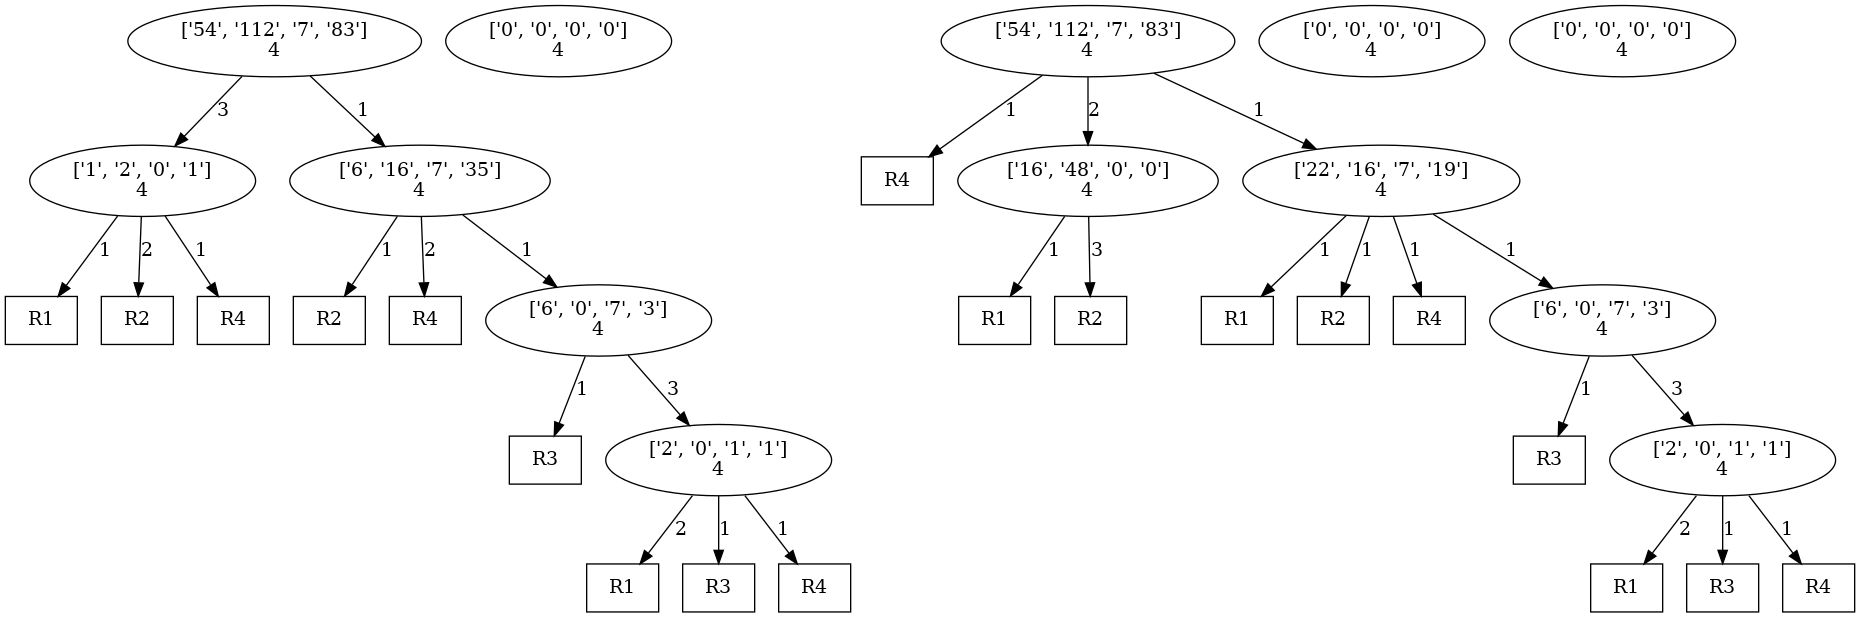 ['54', '112', '7', '83']
4
['0', '0', '0', '0']
4
['54', '112', '7', '83']
4
['0', '0', '0', '0']
4
['0', '0', '0', '0']
4
3
1
1
2
1
['1', '2', '0', '1']
4
['6', '16', '7', '35']
4
R4
['16', '48', '0', '0']
4
['22', '16', '7', '19']
4
1
2
1
1
2
1
1
3
1
1
1
1
R1
R2
R4
R2
R4
['6', '0', '7', '3']
4
R1
R2
R1
R2
R4
['6', '0', '7', '3']
4
1
3
1
3
R3
['2', '0', '1', '1']
4
R3
['2', '0', '1', '1']
4
2
1
1
2
1
1
R1
R3
R4
R1
R3
R4